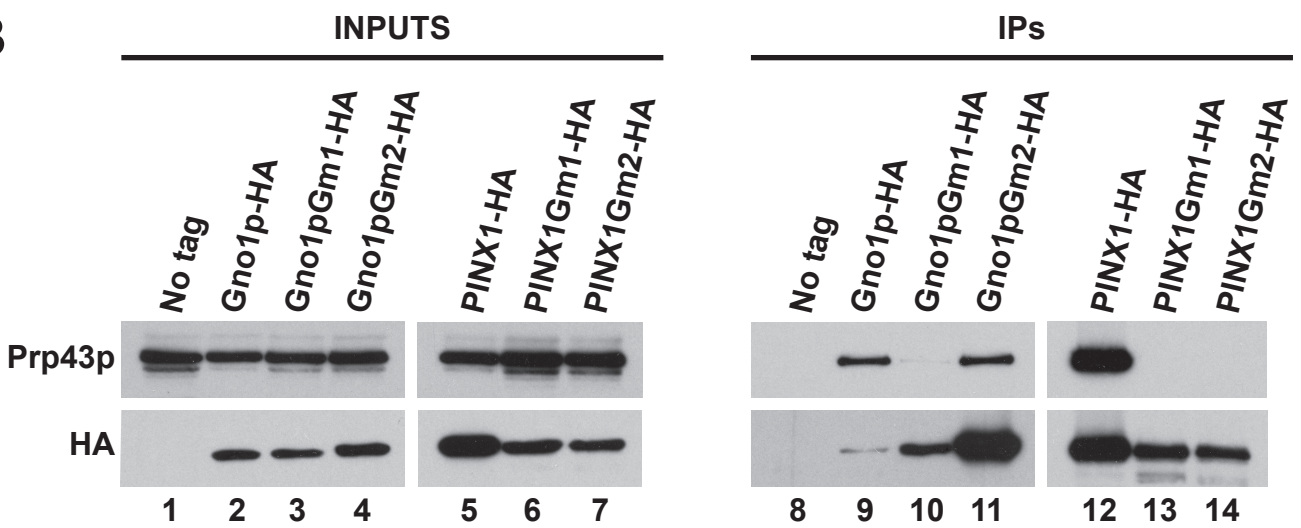 B
INPUTS
IPs
No tag
Gno1p-HA
Gno1pGm1-HA
Gno1pGm2-HA
PINX1-HA
PINX1Gm1-HA
PINX1Gm2-HA
No tag
Gno1p-HA
Gno1pGm1-HA
Gno1pGm2-HA
PINX1-HA
PINX1Gm1-HA
PINX1Gm2-HA
Prp43p
HA
1 2 3 4 5 6 7 8 9 10 11 12 13 14